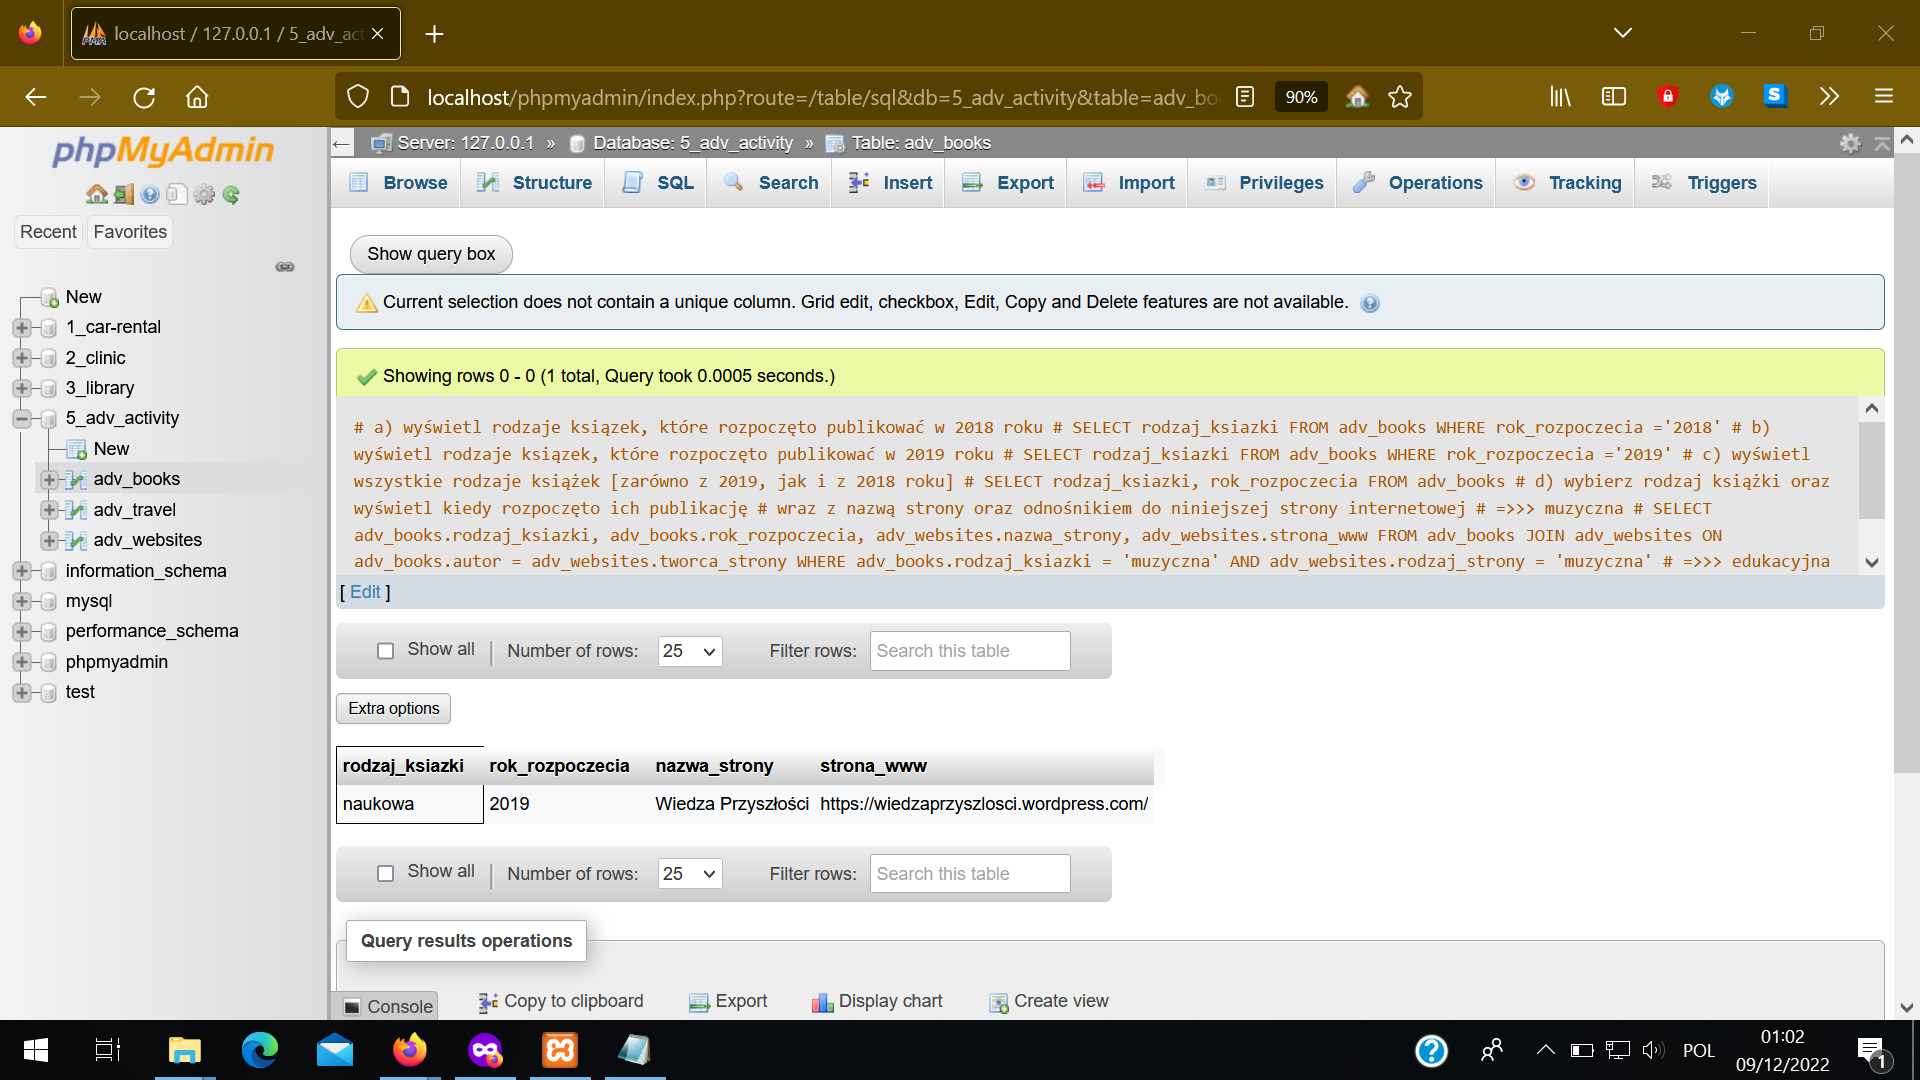 localhost / 127.0.0.1 / 5_adv_act
localhost/phpmyadmin/index.php?route=/table/sql&db=5_adv_activity&table=adv_bo
90%
phpMyAdmin
Recent
Favorites
New
1_car-rental
2_clinic
3_library
5_adv_activity
New
adv_books
adv_travel
adv_websites
information_schema
mysql
performance_schema
phpmyadmin
test
Server: 127.0.0.1 » Database: 5_adv_activity » Table: adv_books
Browse Structure SQL Search Insert Export Import Privileges Operations Tracking Triggers
Show query box
Current selection does not contain a unique column. Grid edit, checkbox, Edit, Copy and Delete features are not available.
Showing rows 0 - 0 (1 total, Query took 0.0005 seconds.)
# a) wyświetl rodzaje książek, które rozpoczęto publikować w 2018 roku # SELECT rodzaj_ksiazki FROM adv_books WHERE rok_rozpoczecia ='2018' # b)
wyświetl rodzaje książek, które rozpoczęto publikować w 2019 roku # SELECT rodzaj_ksiazki FROM adv_books WHERE rok_rozpoczecia ='2019' # c) wyświetl
wszystkie rodzaje książek [zarówno z 2019, jak i z 2018 roku] # SELECT rodzaj_ksiazki, rok_rozpoczecia FROM adv_books # d) wybierz rodzaj książki oraz
wyświetl kiedy rozpoczęto ich publikację # wraz z nazwą strony oraz odnośnikiem do niniejszej strony internetowej # =>>> muzyczna # SELECT
adv_books.rodzaj_ksiazki, adv_books.rok_rozpoczecia, adv_websites.nazwa_strony, adv_websites.strona_www FROM adv_books JOIN adv_websites ON
adv_books.autor = adv_websites.tworca_strony WHERE adv_books.rodzaj_ksiazki = 'muzyczna' AND adv_websites.rodzaj_strony = 'muzyczna' # =>>> edukacyjna
[ Edit ]
Show all Number of rows: 25 Filter rows: Search this table
Extra options
rodzaj_ksiazki rok_rozpoczecia nazwa_strony strona_www
naukowa 2019 Wiedza Przyszłości https://wiedzaprzyszlosci.wordpress.com/
Show all Number of rows: 25 Filter rows: Search this table
Query results operations
Console
Copy to clipboard Export Display chart Create view
POL
01:02
09/12/2022
1